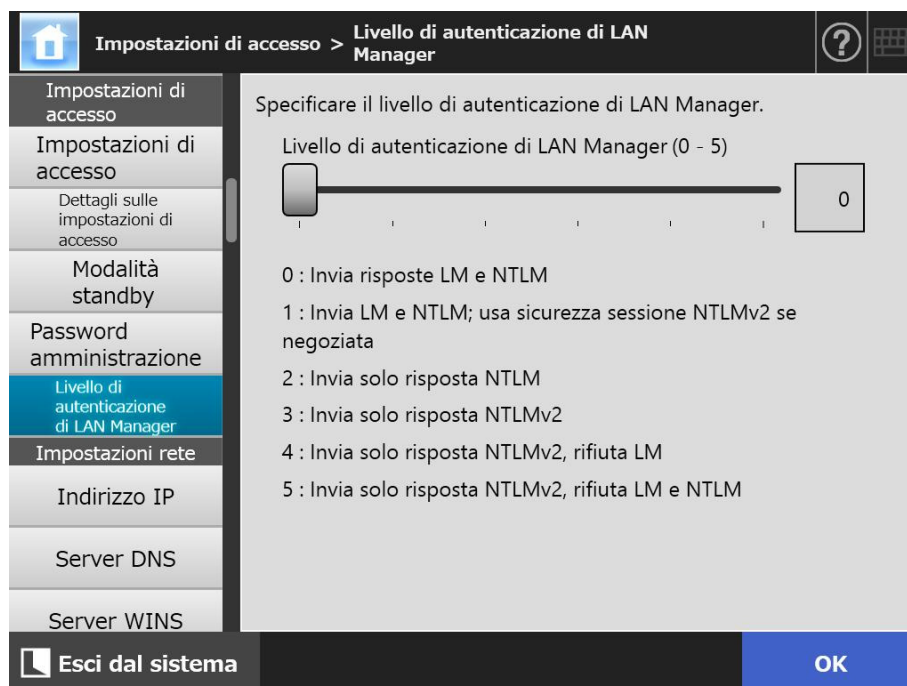 Impostazioni di accesso > Livello di autenticazione di LAN
Manager
?
Impostazioni di
accesso
Impostazioni di
accesso
Dettagli sulle
impostazioni di
accesso
Modalità
standby
Password
amministrazione
Livello di
autenticazione
di LAN Manager
Impostazioni rete
Indirizzo IP
Server DNS
Server WINS
Specificare il livello di autenticazione di LAN Manager.
Livello di autenticazione di LAN Manager (0 - 5)
0
0 : Invia risposte LM e NTLM
1 : Invia LM e NTLM; usa sicurezza sessione NTLMv2 se
negoziata
2 : Invia solo risposta NTLM
3 : Invia solo risposta NTLMv2
4 : Invia solo risposta NTLMv2, rifiuta LM
5 : Invia solo risposta NTLMv2, rifiuta LM e NTLM
Esci dal sistema
OK